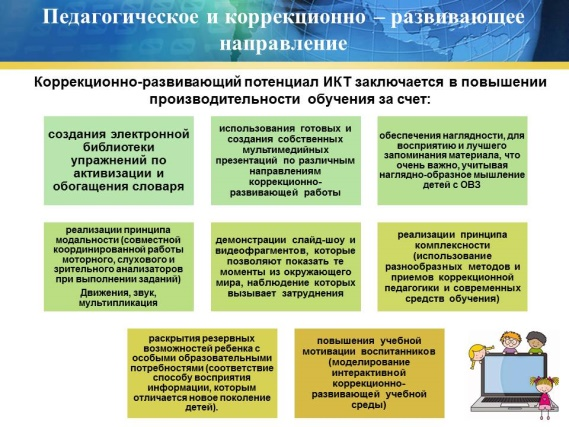 Педагогическое и коррекционно – развивающее
направление
Коррекционно-развивающий потенциал ИКТ заключается в повышении
производительности обучения за счет:
создания электронной
библиотеки
упражнений по
активизации и
обогащения словаря
использования готовых и
создания собственных
мультимедийных
презентаций по различным
направлениям
коррекционно-
развивающей работы
обеспечения наглядности, для
восприятию и лучшего
запоминания материала, что
очень важно, учитывая
наглядно-образное мышление
детей с ОВЗ
реализации принципа
модальности (совместной
координированной работы
моторного, слухового и
зрительного анализаторов
при выполнении заданий)
Движения, звук,
мультипликация
демонстрации слайд-шоу и
видеофрагментов, которые
позволяют показать те
моменты из окружающего
мира, наблюдение которых
вызывает затруднения
реализации принципа
комплексности
(использование
разнообразных методов и
приемов коррекционной
педагогики и современных
средств обучения)
раскрытия резервных
возможностей ребенка с
особыми образовательными
потребностями (соответствие
способу восприятия
информации, которым
отличается новое поколение
детей).
повышения учебной
мотивации воспитанников
(моделирование
интерактивной
коррекционно-
развивающей учебной
среды)